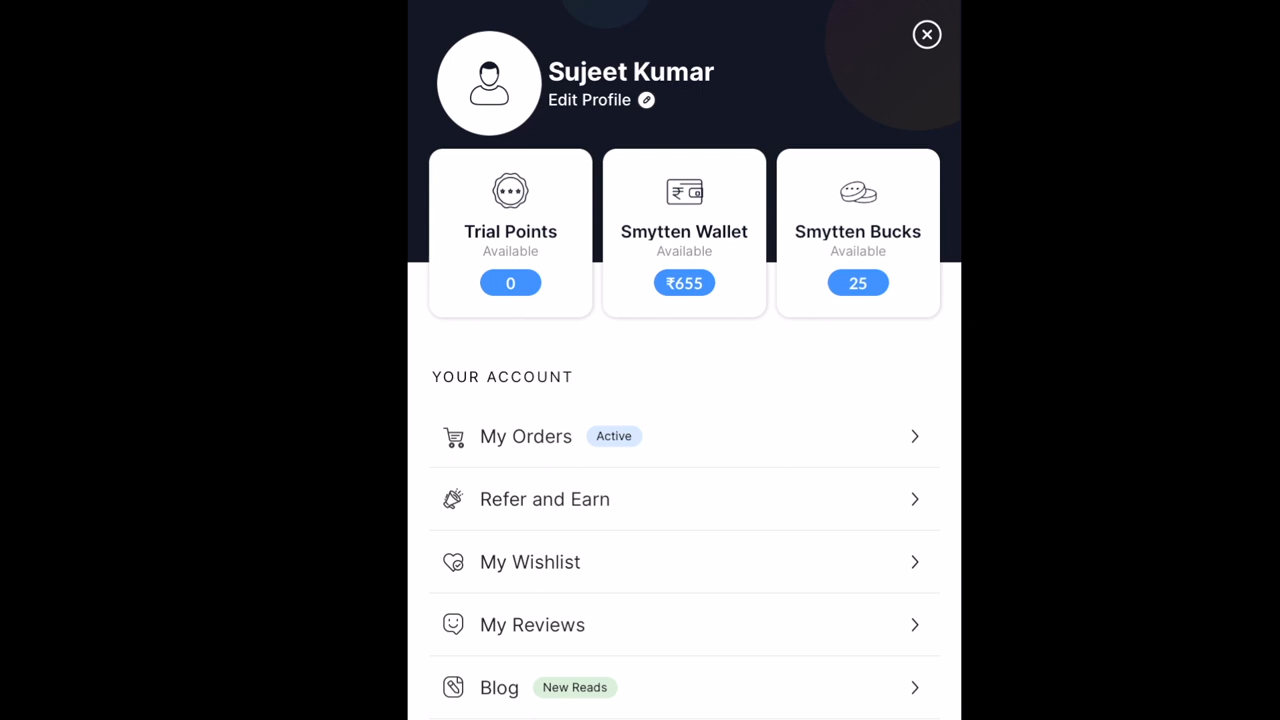 Sujeet Kumar
Edit Profile
Trial Points
Available
0
Smytten Wallet
Available
₹655
Smytten Bucks
Available
25
YOUR ACCOUNT
My Orders Active
Refer and Earn
My Wishlist
My Reviews
Blog New Reads